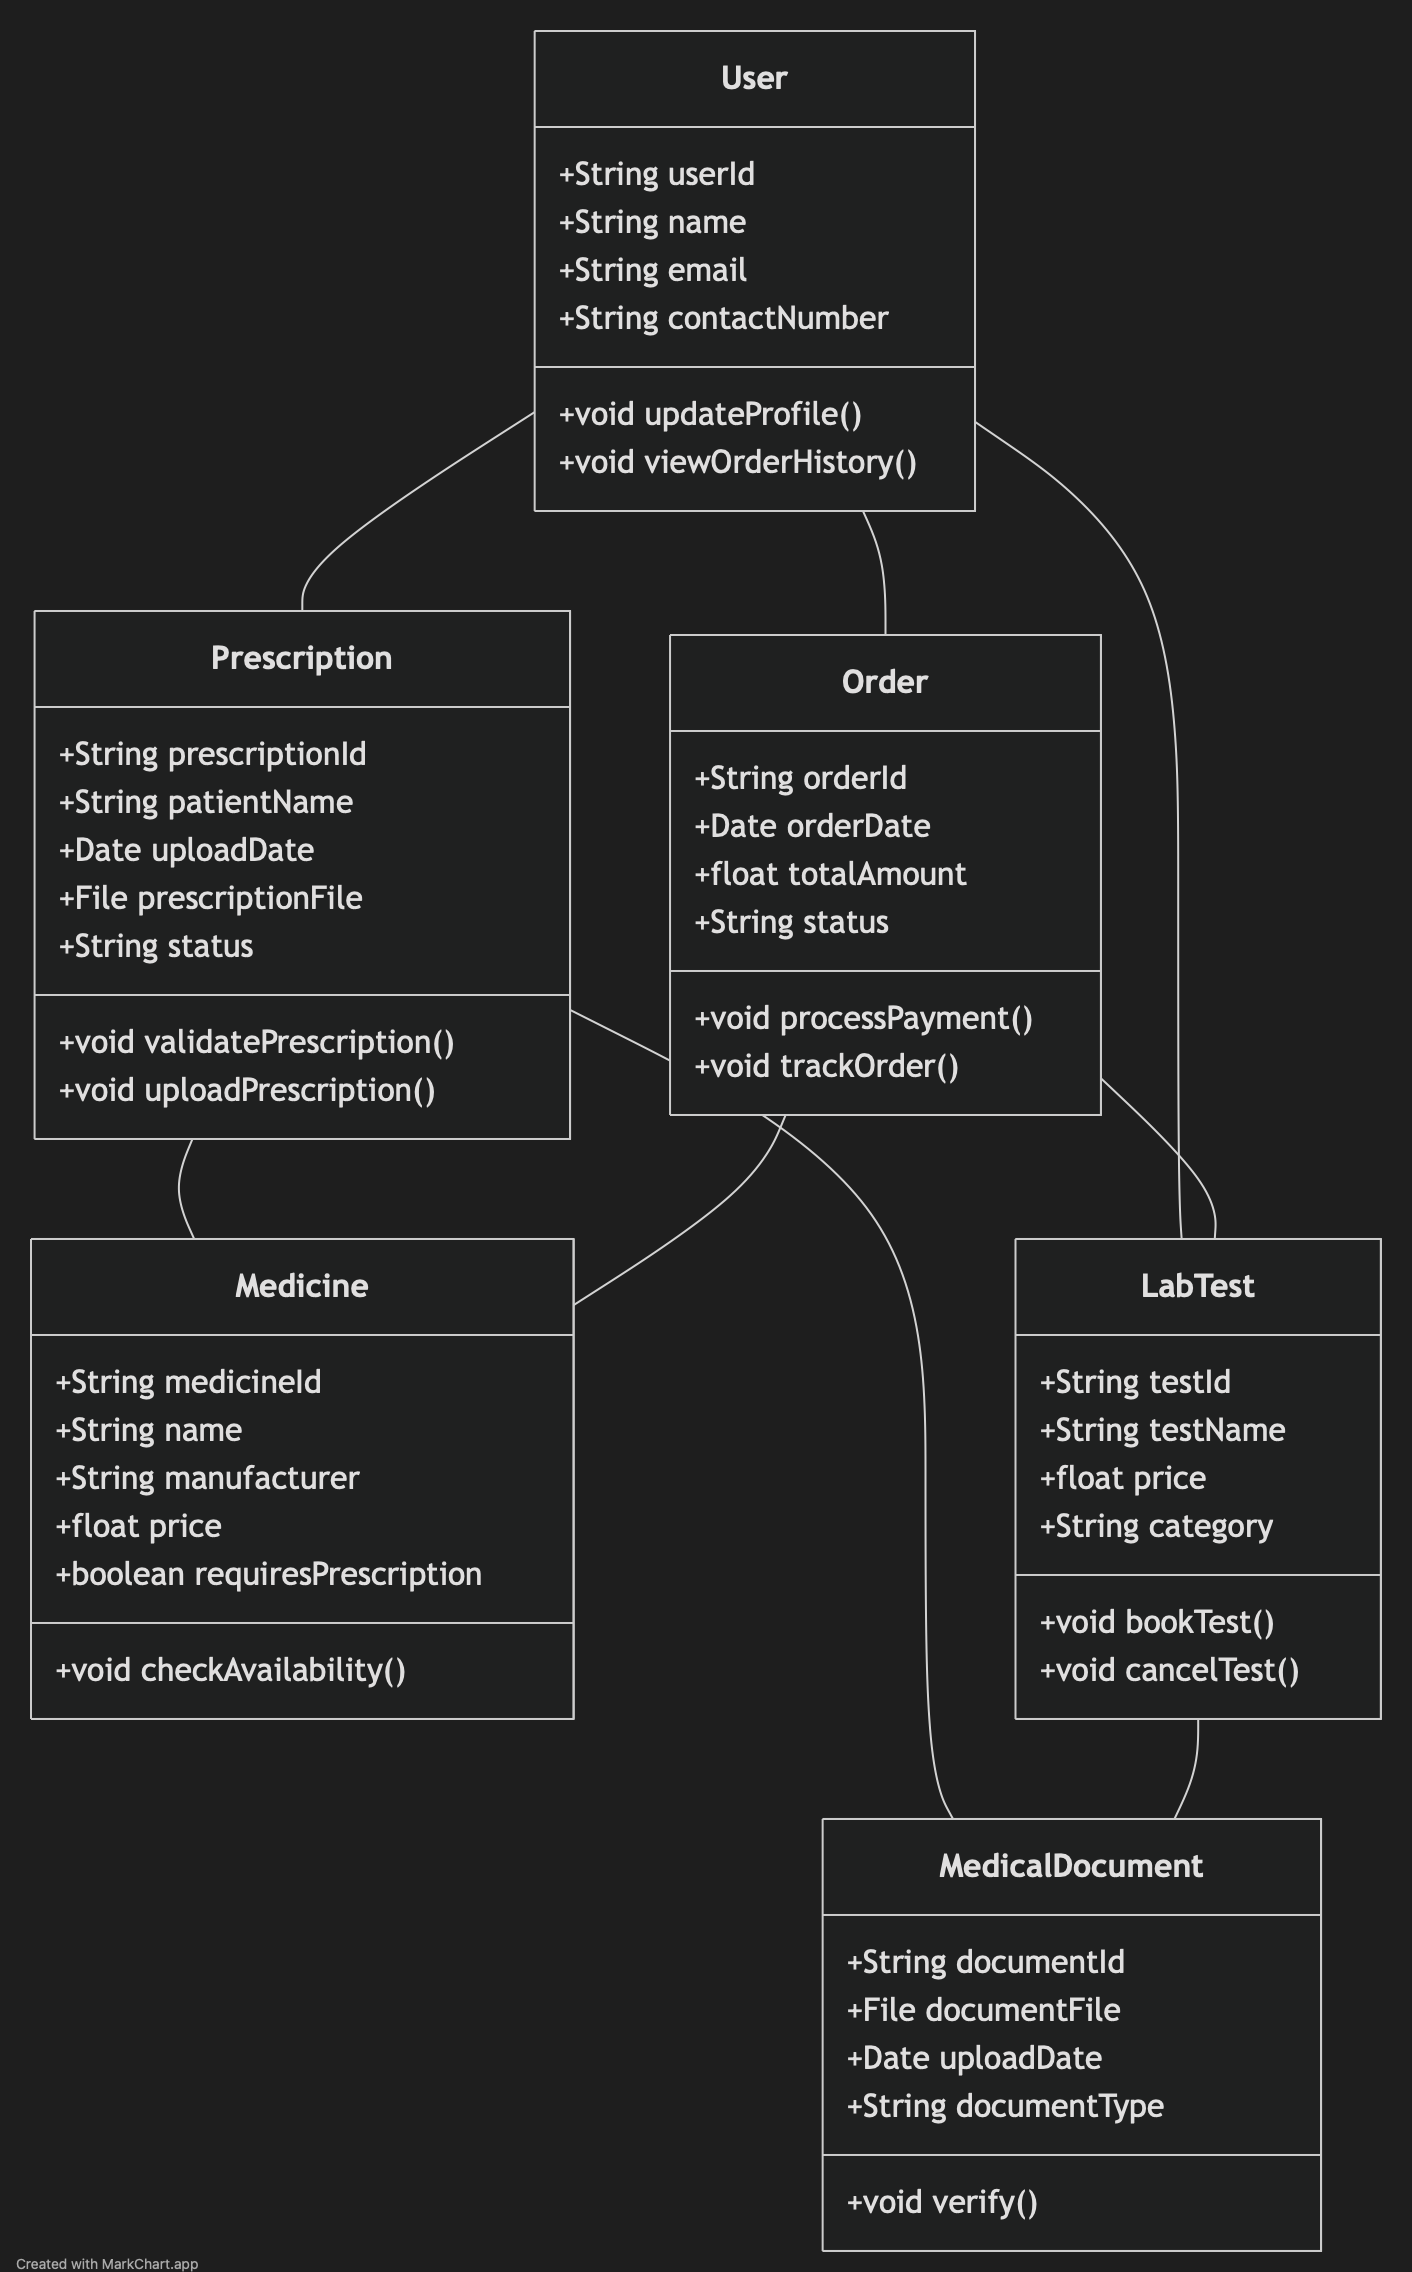 User
+String userId
+String name
+String email
+String contactNumber
+void updateProfile()
+void viewOrderHistory()
Prescription
+String prescriptionId
+String patientName
+Date uploadDate
+File prescriptionFile
+String status
+void validatePrescription()
+void uploadPrescription()
Order
+String orderId
+Date orderDate
+float totalAmount
+String status
+void processPayment()
+void trackOrder()
Medicine
+String medicineId
+String name
+String manufacturer
+float price
+boolean requiresPrescription
+void checkAvailability()
LabTest
+String testId
+String testName
+float price
+String category
+void bookTest()
+void cancelTest()
MedicalDocument
+String documentId
+File documentFile
+Date uploadDate
+String documentType
+void verify()
Created with MarkChart.app